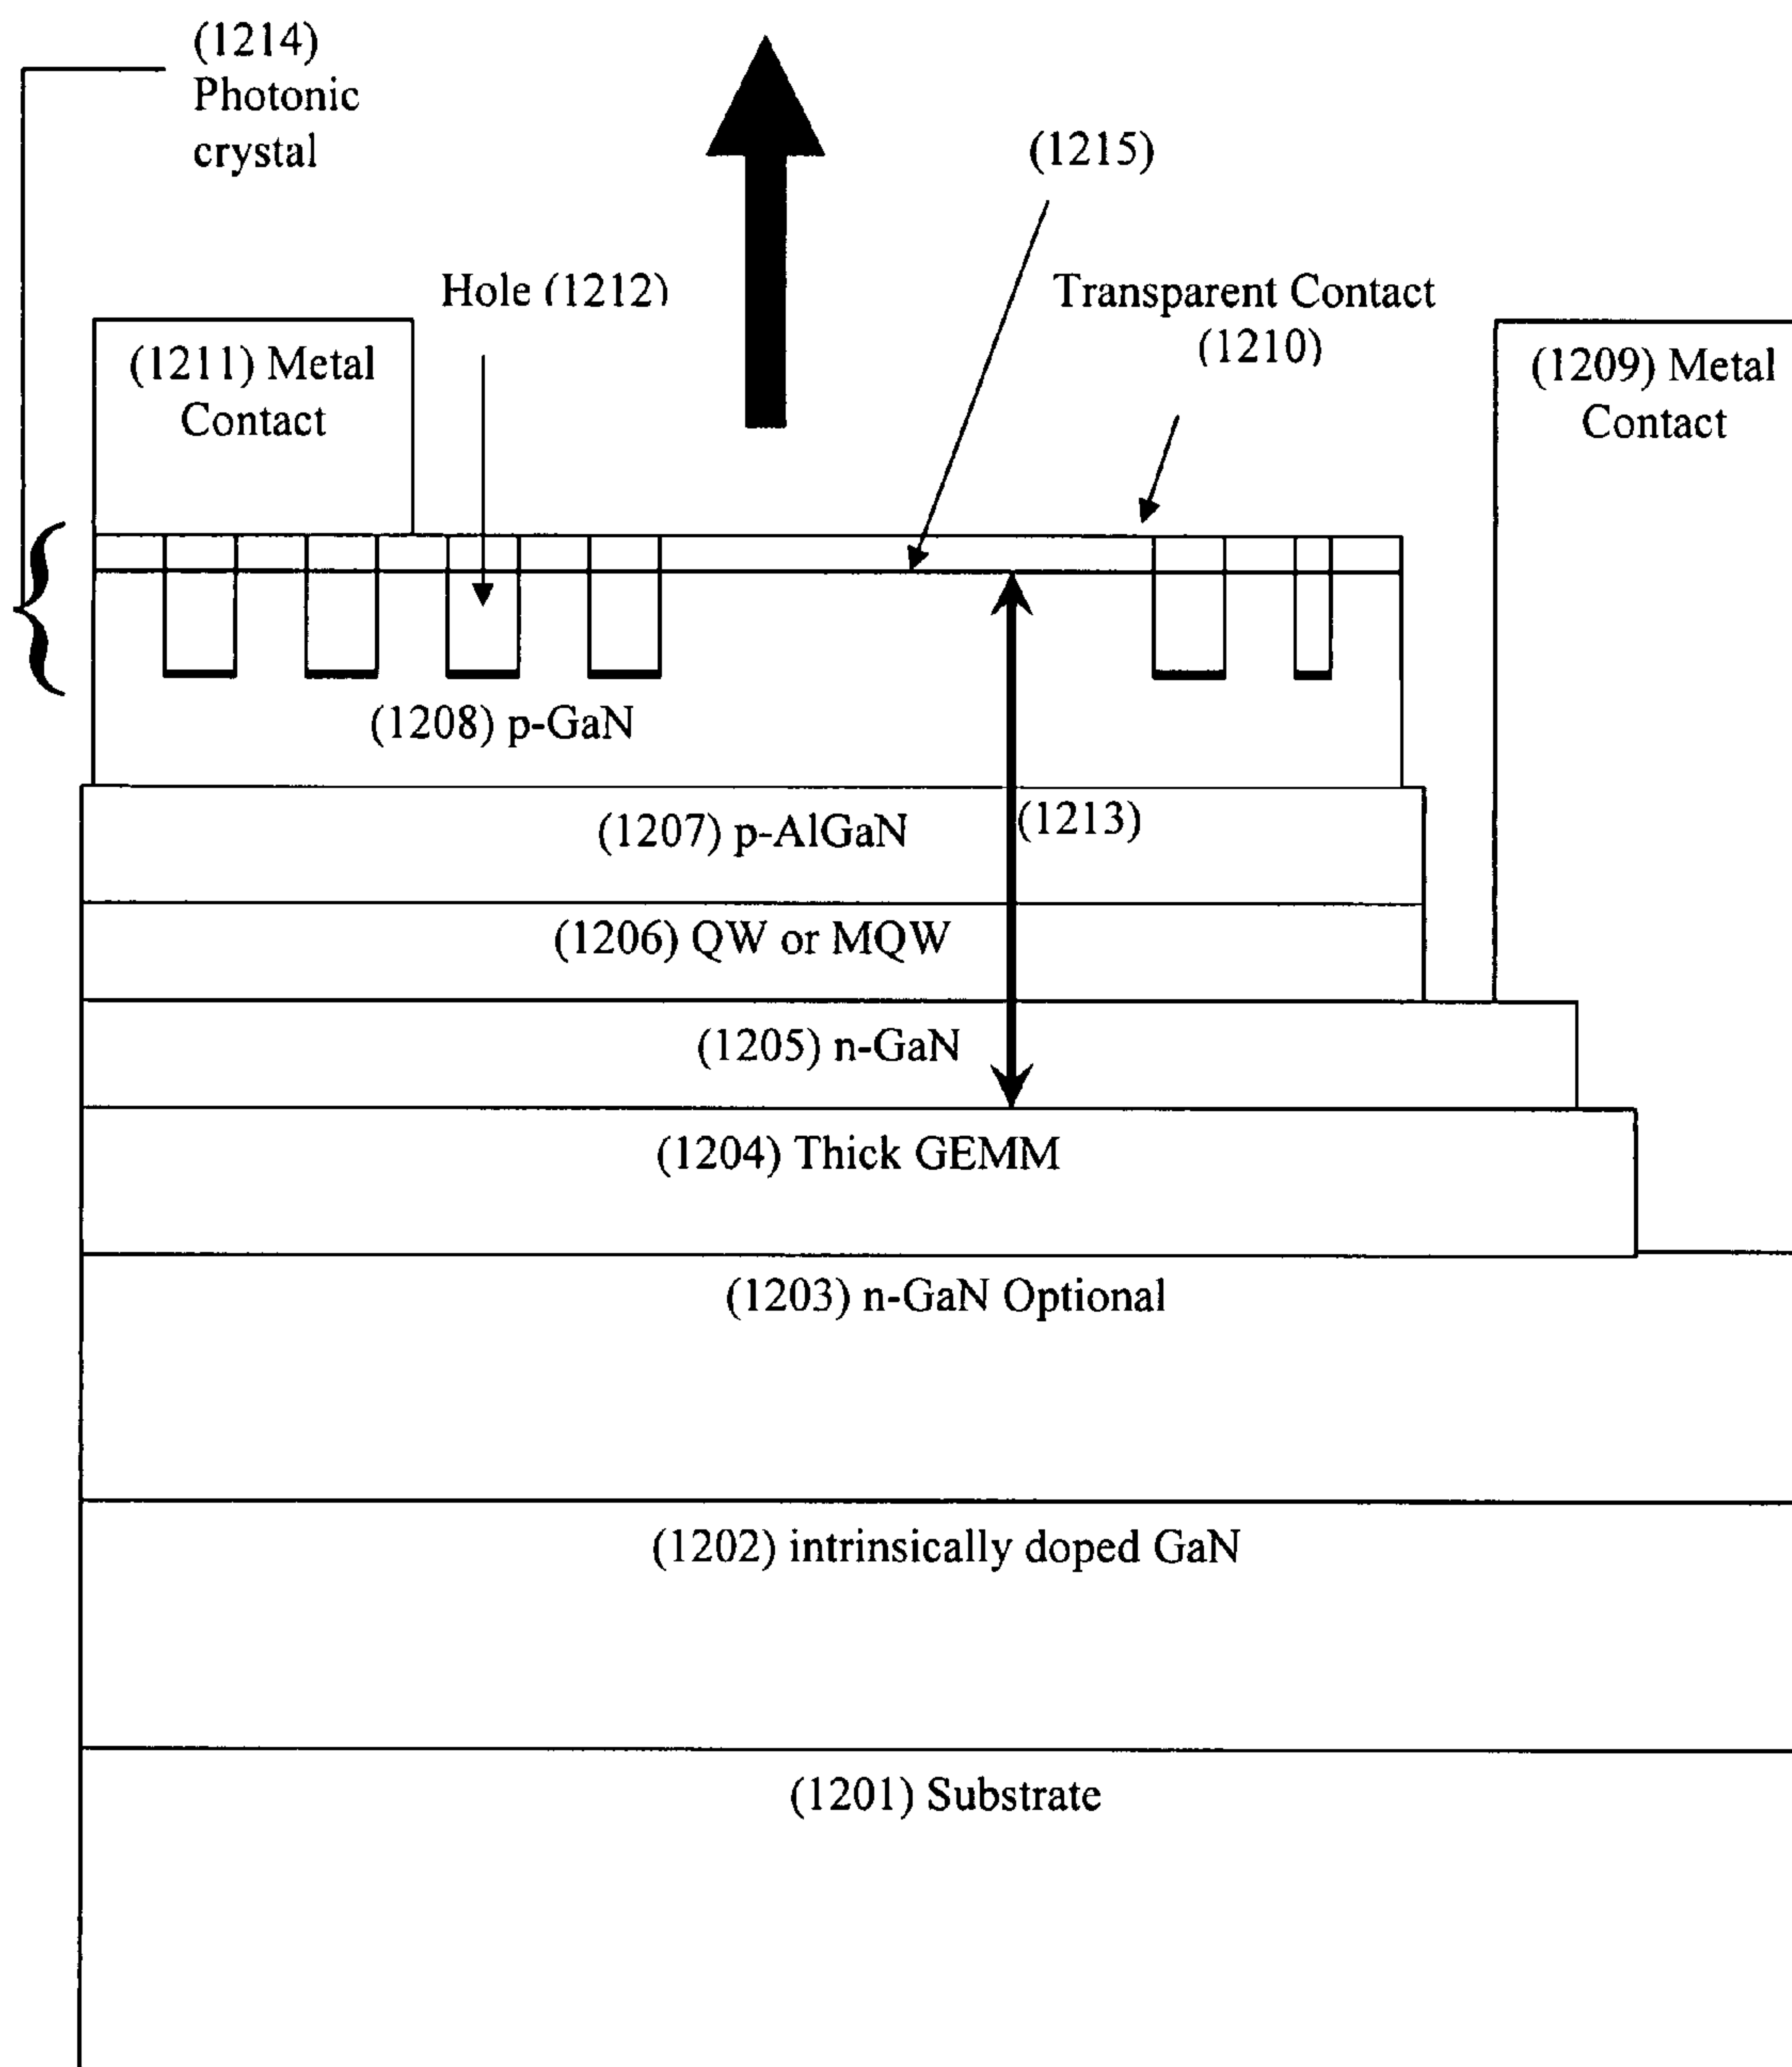 (1214)
Photonic
crystal
(1215)
Hole (1212)
Transparent Contact
(1210)
(1211) Metal
Contact
(1209) Metal
Contact
(1208) p-GaN
(1207) p-AlGaN
(1213)
(1206) QW or MQW
(1205) n-GaN
(1204) Thick GEMM
(1203) n-GaN Optional
(1202) intrinsically doped GaN
(1201) Substrate